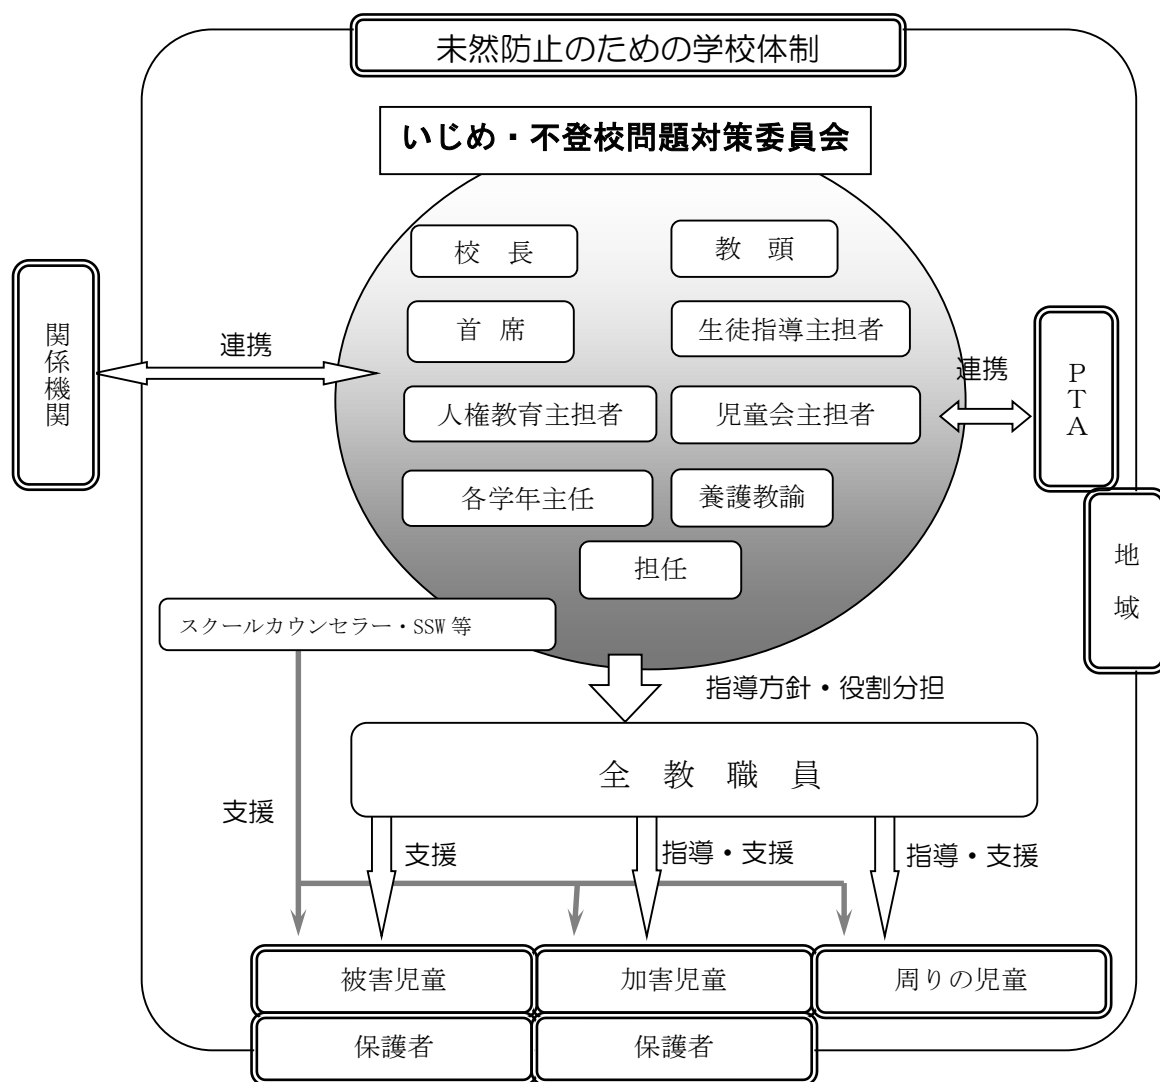 未然防止のための学校体制
いじめ・不登校問題対策委員会
校 長
教 頭
首 席
生徒指導主担者
人権教育主担者
児童会主担者
各学年主任
養護教諭
担任
スクールカウンセラー・SSW 等
関係機関
連携
連携
PTA
地域
指導方針・役割分担
全 教 職 員
支援
支援
指導・支援
指導・支援
被害児童
加害児童
周りの児童
保護者
保護者